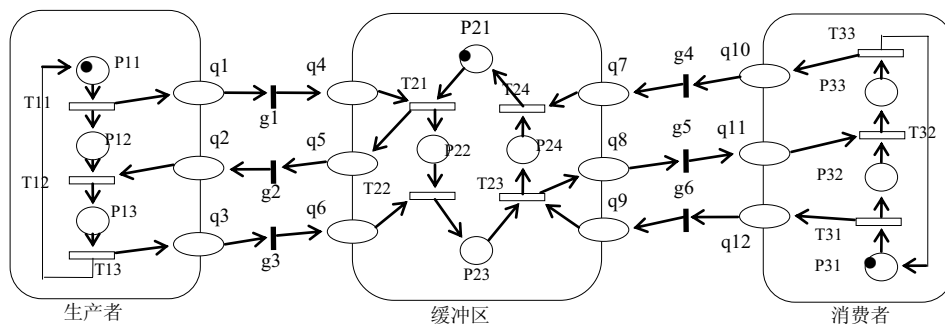 P11
T11
P12
T12
P13
T13
q1
q2
q3
g1
g2
g3
q4
q5
q6
P21
T21
P22
T22
P23
T24
P24
T23
q7
q8
q9
g4
g5
g6
q10
q11
q12
T33
P33
T32
P32
T31
P31
生产者
缓冲区
消费者